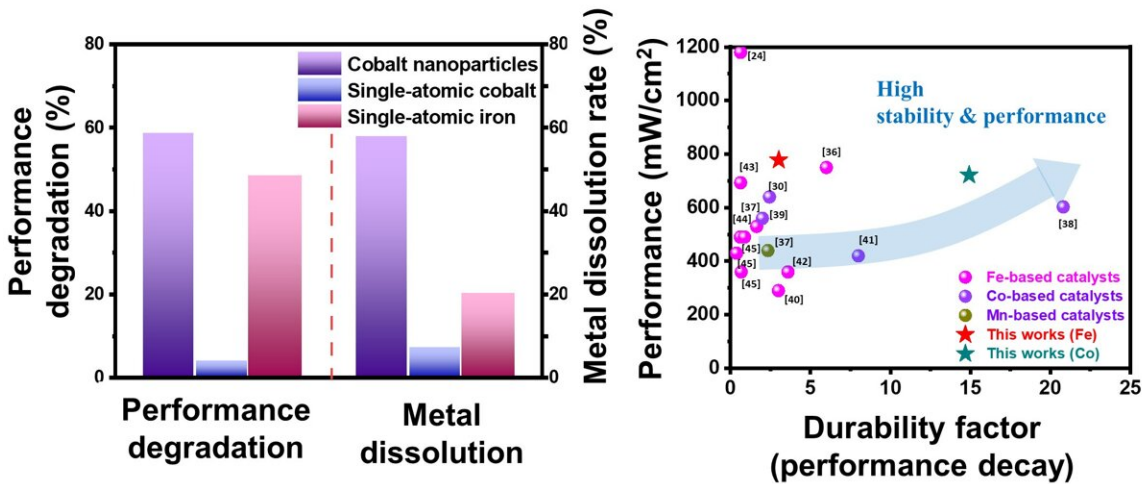 80
60
40
20
0
Performance
degradation (%)
Cobalt nanoparticles
Single-atomic cobalt
Single-atomic iron
80
60
40
20
0
Metal dissolution rate (%)
Performance
degradation
Metal
dissolution
1200
1000
800
600
400
200
0
Performance (mW/cm²)
[24]
High
stability & performance
[43]
[36]
[30]
[37]
[39]
[44]
[38]
[45]
[37]
[41]
[45]
[42]
[45]
[40]
Fe-based catalysts
Co-based catalysts
Mn-based catalysts
This works (Fe)
This works (Co)
0
5
10
15
20
25
Durability factor
(performance decay)